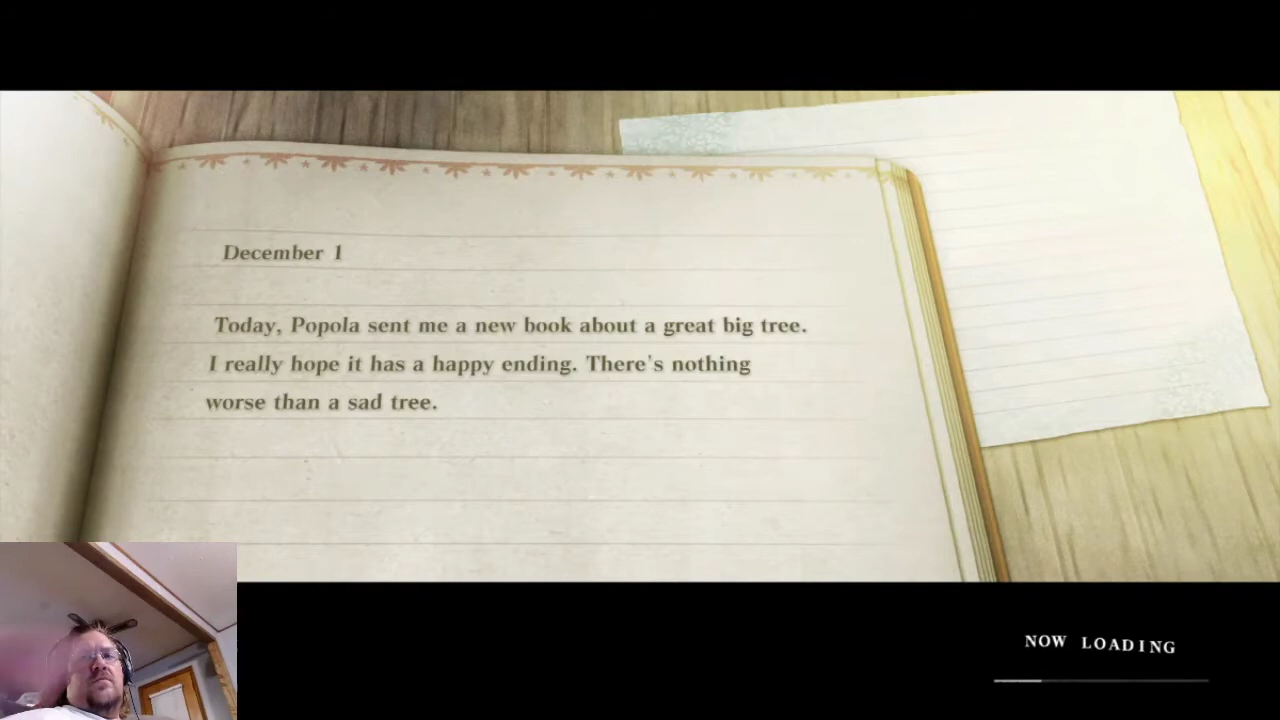 December 1
Today, Popola sent me a new book about a great big tree.
I really hope it has a happy ending. There's nothing
worse than a sad tree.
NOW LOADING